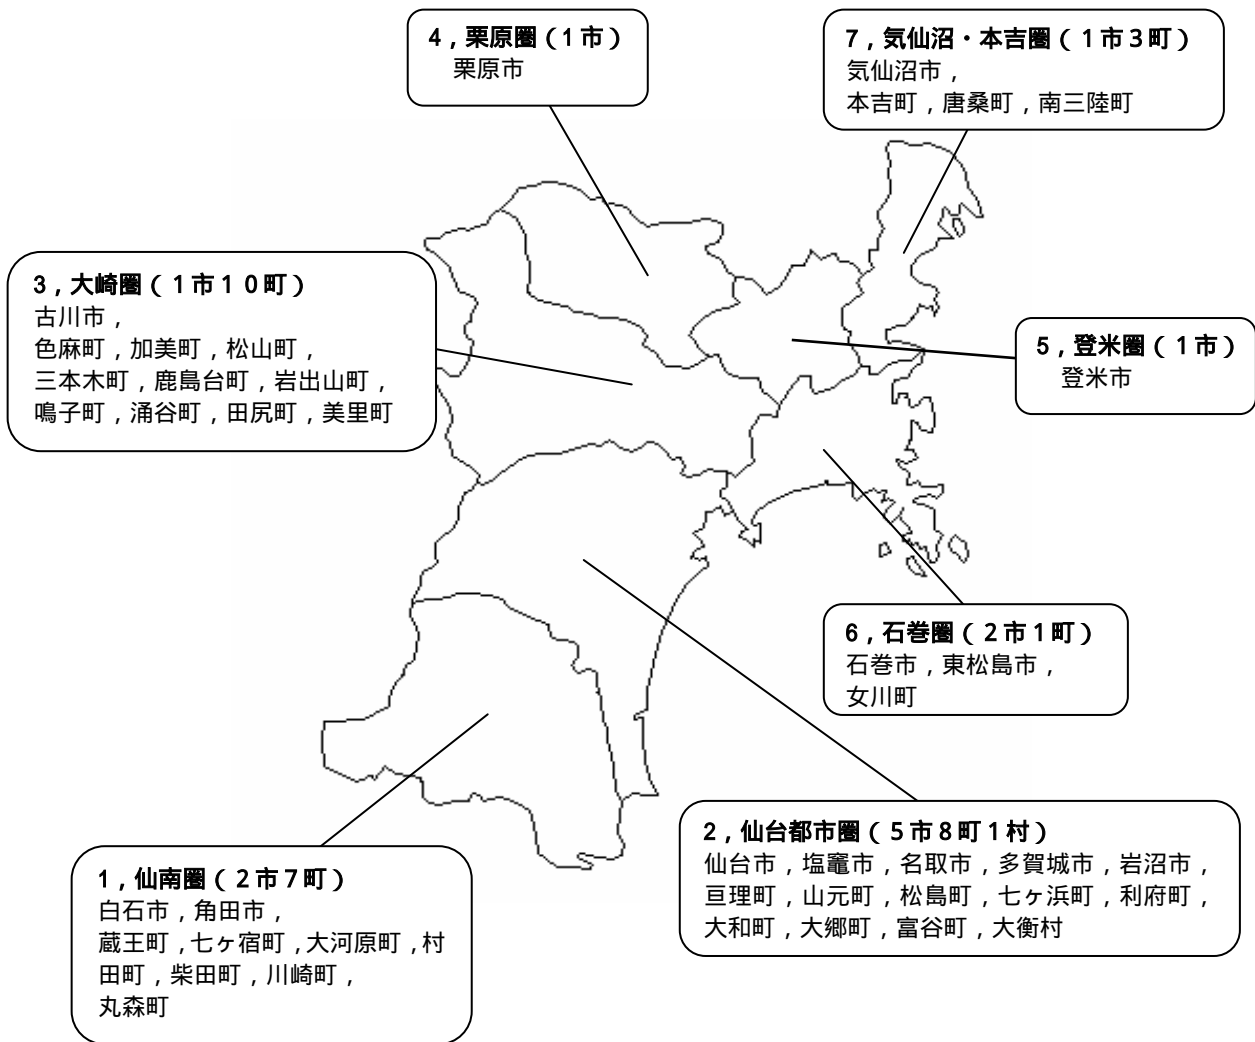 4，栗原圏（1市）
栗原市
7，気仙沼・本吉圏（1市3町）
気仙沼市，
本吉町，唐桑町，南三陸町
3，大崎圏（1市10町）
古川市，
色麻町，加美町，松山町，
三本木町，鹿島台町，岩出山町，
鳴子町，涌谷町，田尻町，美里町
5，登米圏（1市）
登米市
6，石巻圏（2市1町）
石巻市，東松島市，
女川町
2，仙台都市圏（5市8町1村）
仙台市，塩竈市，名取市，多賀城市，岩沼市，
亘理町，山元町，松島町，七ヶ浜町，利府町，
大和町，大郷町，富谷町，大衡村
1，仙南圏（2市7町）
白石市，角田市，
蔵王町，七ヶ宿町，大河原町，村
田町，柴田町，川崎町，
丸森町